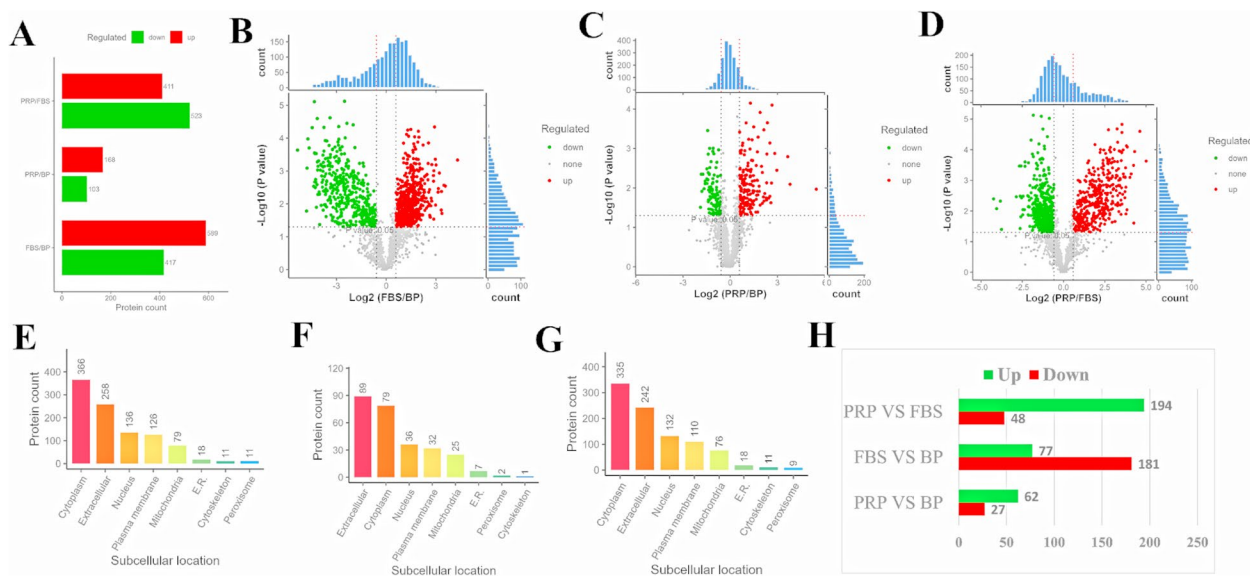 A
Regulated down up
PRP/FBS
411
523
PRP/BP
168
103
FBS/BP
589
417
0 200 400 600
Protein count
B
150
100
50
0
count
5
4
3
2
1
0
-Log10 (P value)
P value: 0.05
-3 0 3
Log2 (FBS/BP)
0 100
count
Regulated
down
none
up
C
400
300
200
100
0
count
4
3
2
1
0
-Log10 (P value)
P value: 0.05
-6 -3 0 3 6
Log2 (PRP/BP)
0 200
count
Regulated
down
none
up
D
200
150
100
50
0
count
5
4
3
2
1
0
-Log10 (P value)
P value: 0.05
-5.0 -2.5 0 2.5 5.0
Log2 (PRP/FBS)
0 100
count
Regulated
down
none
up
E
Protein count
400
300
200
100
0
366
258
136
126
79
18
11
11
Cytoplasm
Extracellular
Nucleus
Plasma membrane
Mitochondria
E.R.
Cytoskeleton
Peroxisome
Subcellular location
F
Protein count
120
90
60
30
0
89
79
36
32
25
7
2
1
Extracellular
Cytoplasm
Nucleus
Plasma membrane
Mitochondria
E.R.
Peroxisome
Cytoskeleton
Subcellular location
G
Protein count
400
300
200
100
0
335
242
132
110
76
18
11
9
Cytoplasm
Extracellular
Nucleus
Plasma membrane
Mitochondria
E.R.
Cytoskeleton
Peroxisome
Subcellular location
H
Up Down
PRP VS FBS
194
48
FBS VS BP
77
181
PRP VS BP
62
27
0 50 100 150 200 250